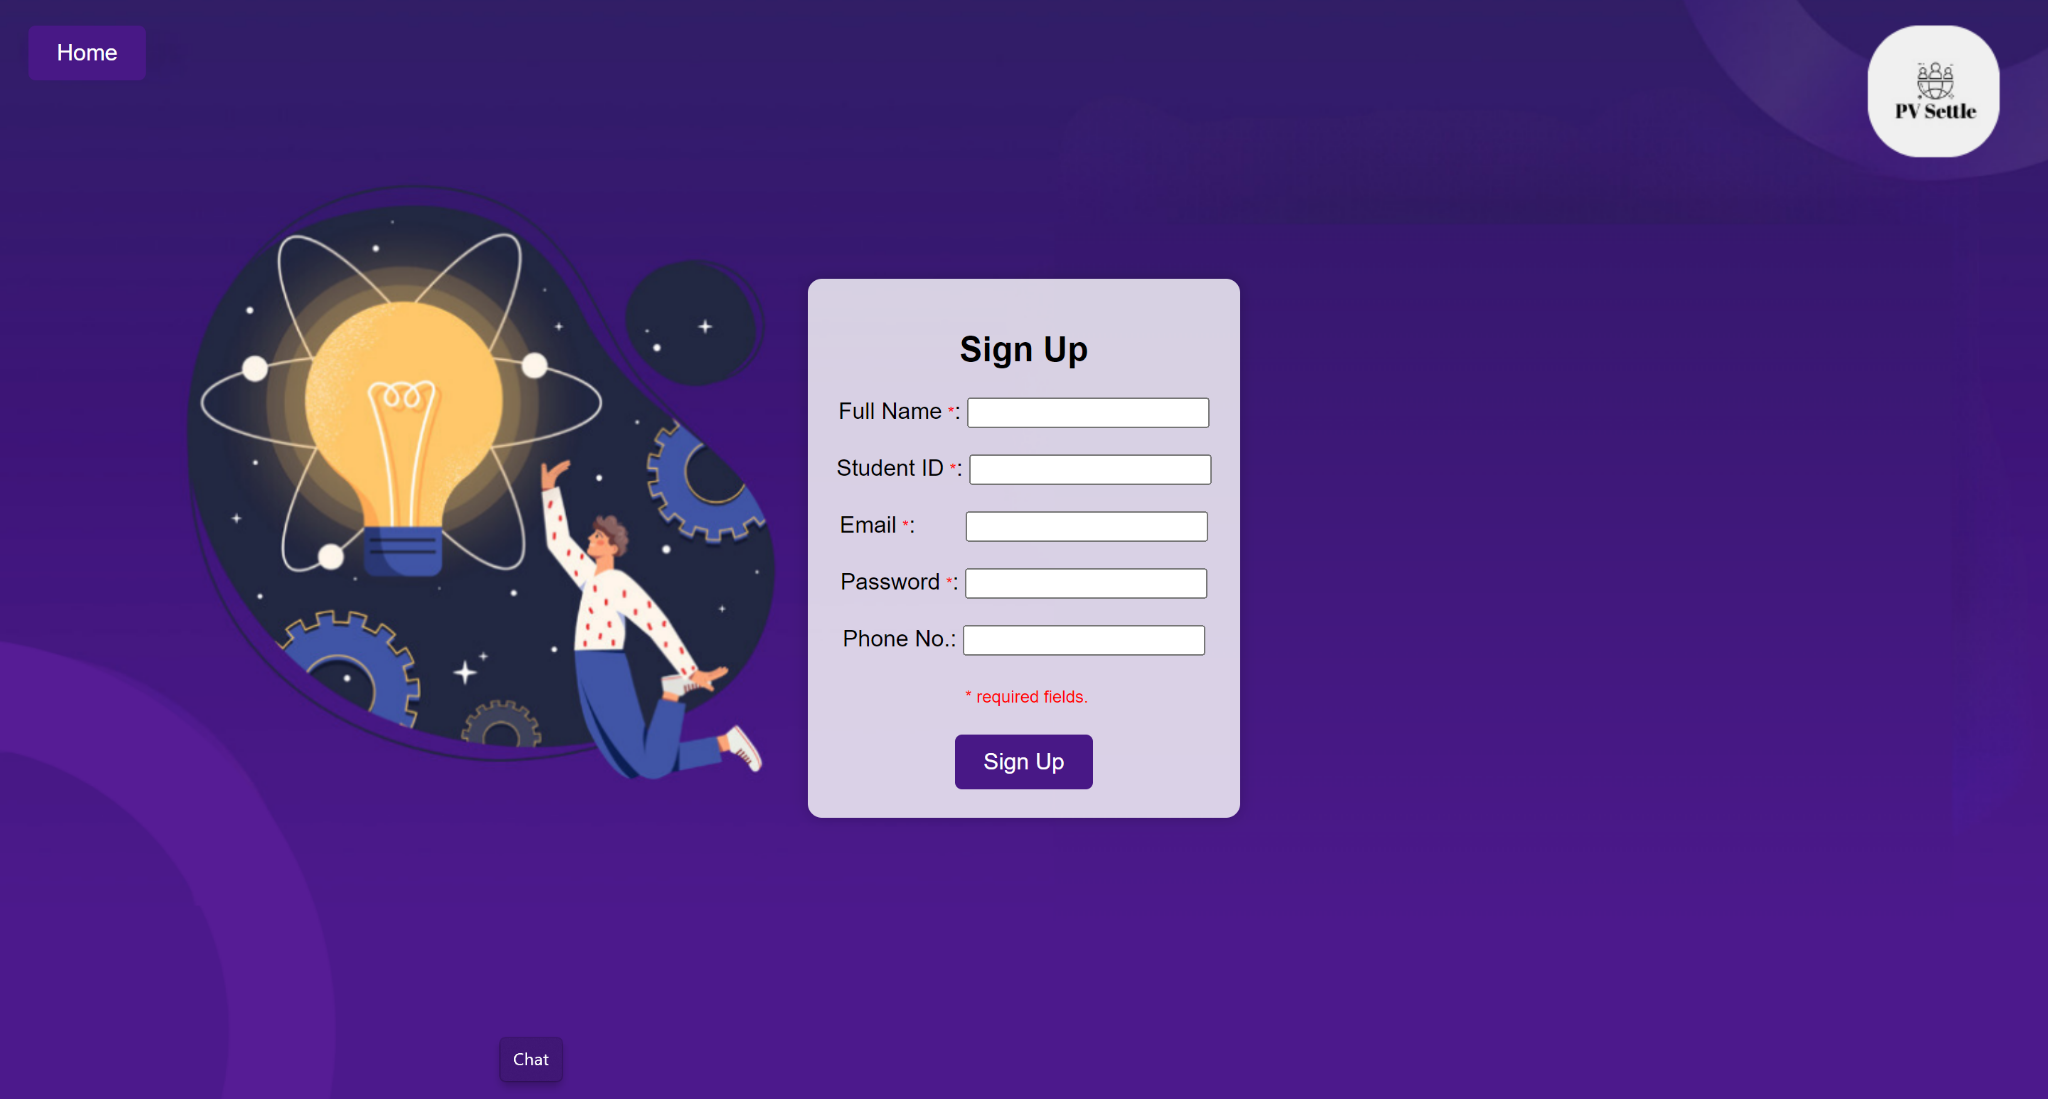 Home
PV Settle
Sign Up
Full Name *:
Student ID *:
Email *:
Password *:
Phone No.:
* required fields.
Sign Up
Chat